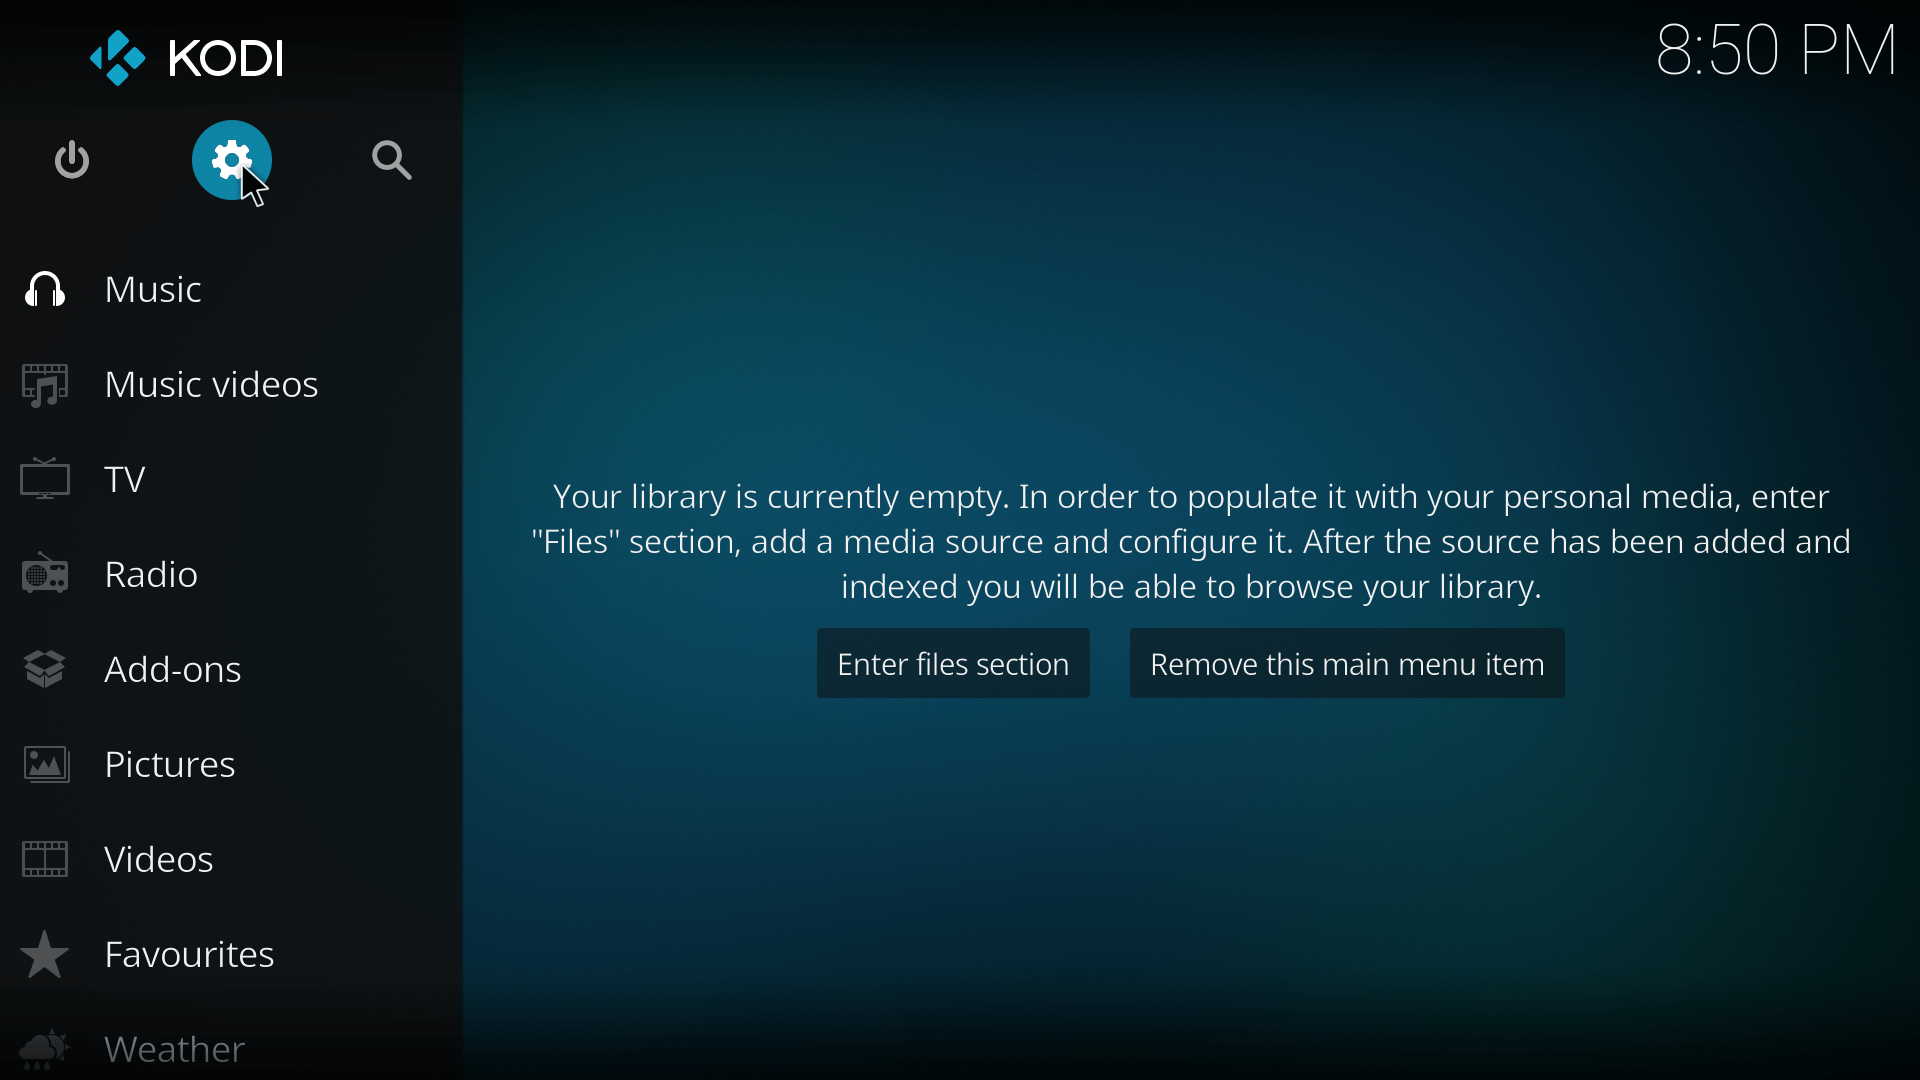 KODI
8:50 PM
Music
Music videos
TV
Radio
Add-ons
Pictures
Videos
Favourites
Weather
Your library is currently empty. In order to populate it with your personal media, enter
"Files" section, add a media source and configure it. After the source has been added and
indexed you will be able to browse your library.
Enter files section
Remove this main menu item